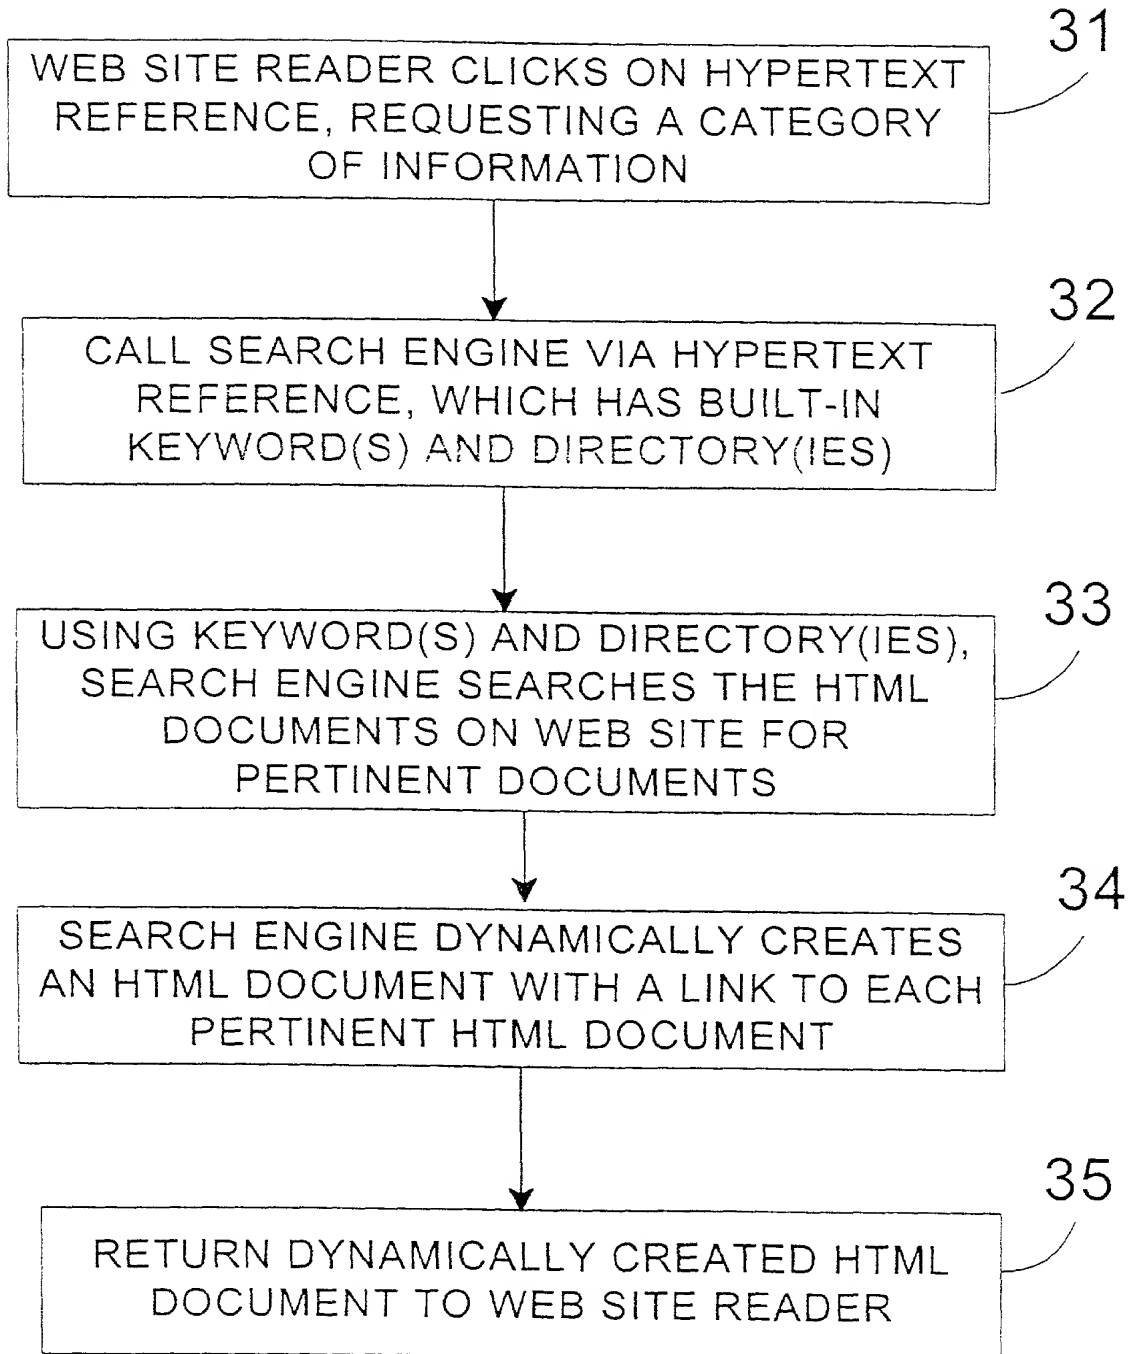 31
WEB SITE READER CLICKS ON HYPERTEXT
REFERENCE, REQUESTING A CATEGORY
OF INFORMATION
32
CALL SEARCH ENGINE VIA HYPERTEXT
REFERENCE, WHICH HAS BUILT-IN
KEYWORD(S) AND DIRECTORY(IES)
33
USING KEYWORD(S) AND DIRECTORY(IES),
SEARCH ENGINE SEARCHES THE HTML
DOCUMENTS ON WEB SITE FOR
PERTINENT DOCUMENTS
34
SEARCH ENGINE DYNAMICALLY CREATES
AN HTML DOCUMENT WITH A LINK TO EACH
PERTINENT HTML DOCUMENT
35
RETURN DYNAMICALLY CREATED HTML
DOCUMENT TO WEB SITE READER